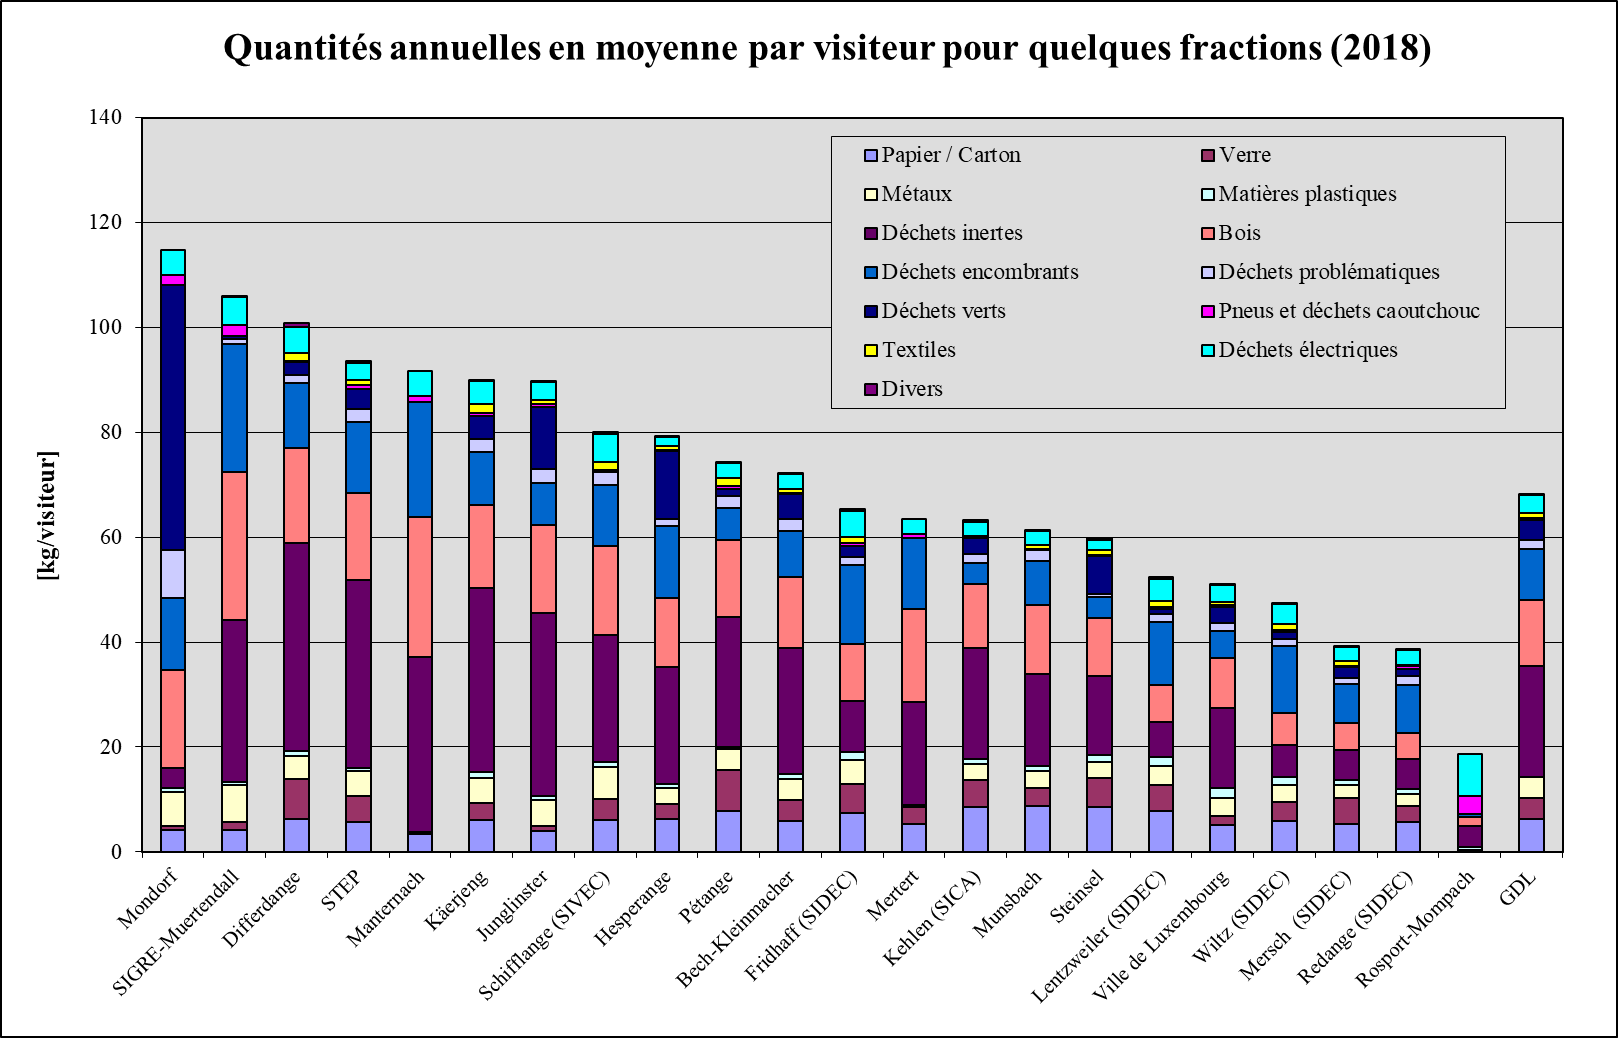 Quantités annuelles en moyenne par visiteur pour quelques fractions (2018)
140
120
100
80
60
40
20
0
[kg/visiteur]
Papier / Carton
Verre
Métaux
Matières plastiques
Déchets inertes
Bois
Déchets encombrants
Déchets problématiques
Déchets verts
Pneus et déchets caoutchouc
Textiles
Déchets électriques
Divers
Mondorf
SIGRE-Muertendall
Differdange
STEP
Manternach
Käerjeng
Junglinster
Schifflange (SIVEC)
Hesperange
Pétange
Bech-Kleinmacher
Fridhaff (SIDEC)
Mertert
Kehlen (SICA)
Munsbach
Steinsel
Lentzweiler (SIDEC)
Ville de Luxembourg
Wiltz (SIDEC)
Mersch (SIDEC)
Redange (SIDEC)
Rosport-Mompach
GDL